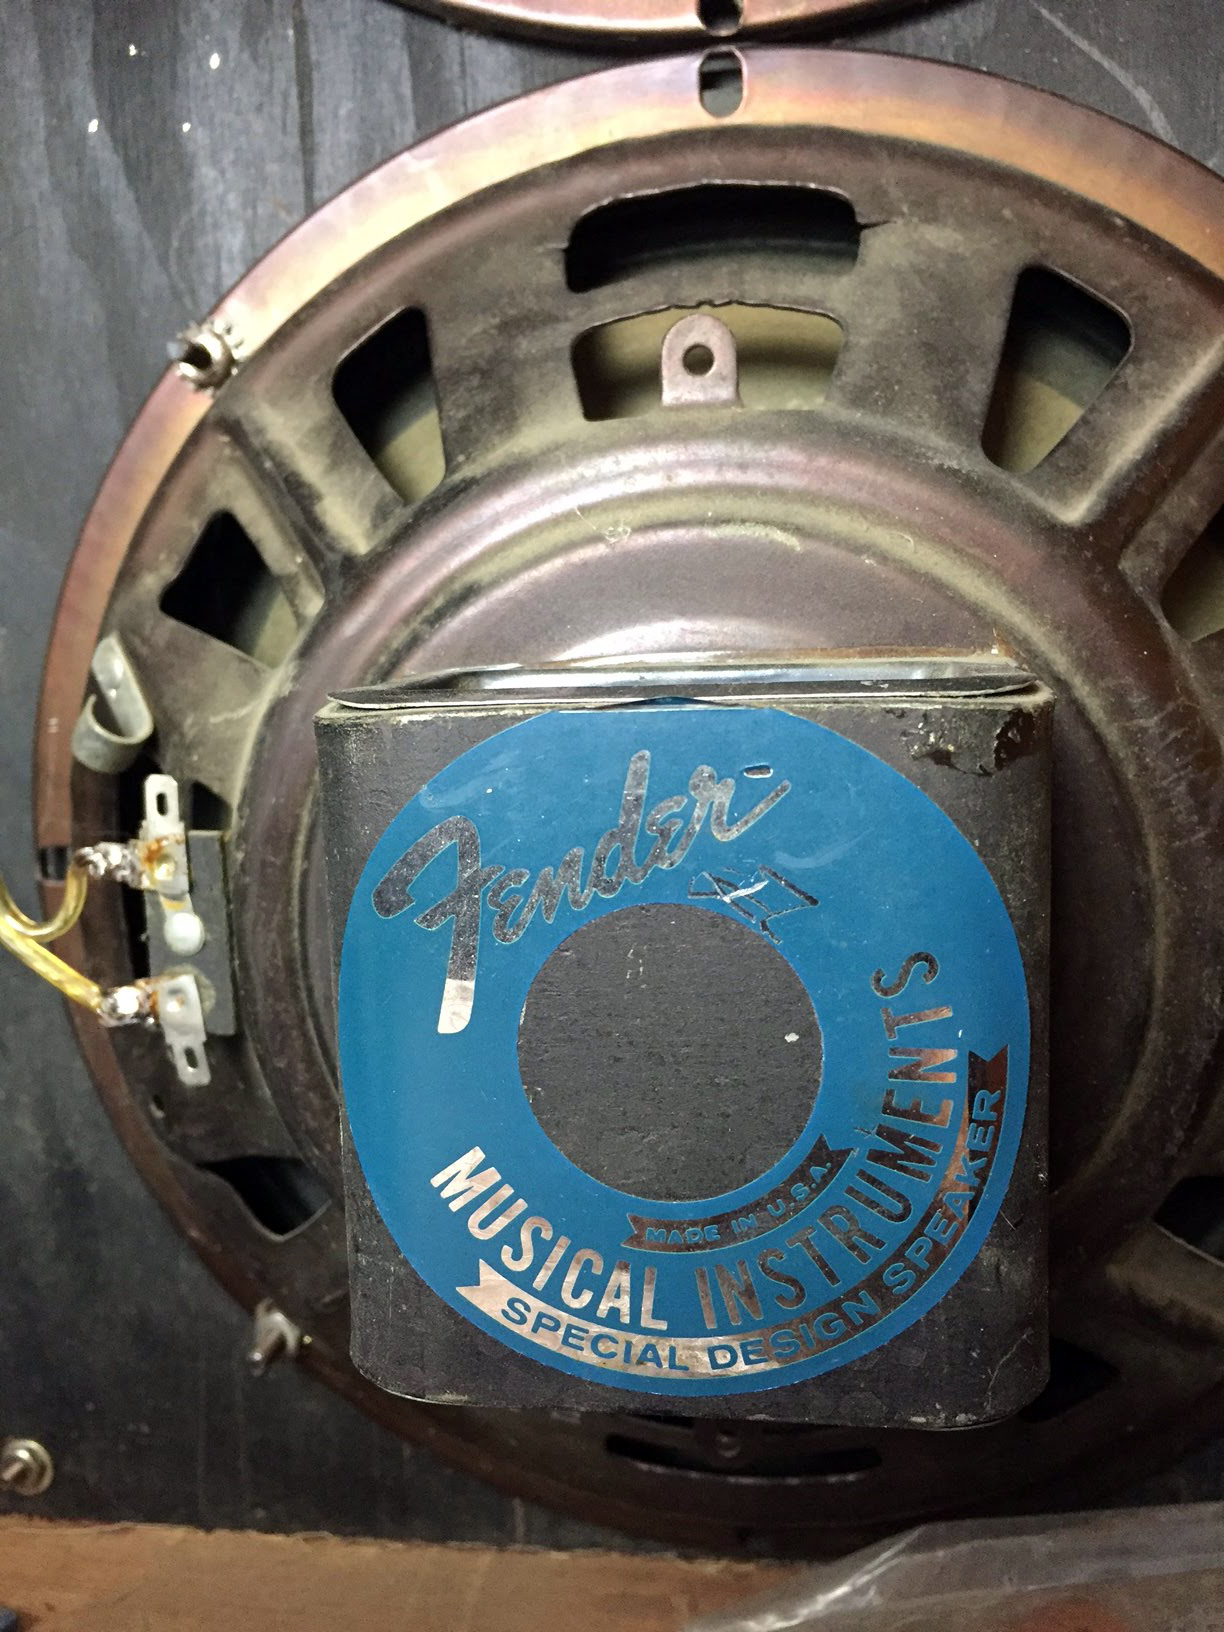 Fender
MADE IN U.S.A.
MUSICAL INSTRUMENTS
SPECIAL DESIGN SPEAKER